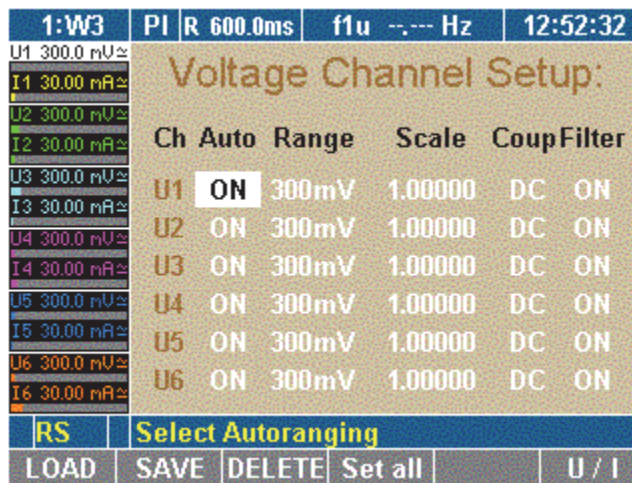 1:W3 PI R 600.0ms f1u --.--- Hz 12:52:32
U1 300.0 mV≃
I1 30.00 mA≃
U2 300.0 mV≃
I2 30.00 mA≃
U3 300.0 mV≃
I3 30.00 mA≃
U4 300.0 mV≃
I4 30.00 mA≃
U5 300.0 mV≃
I5 30.00 mA≃
U6 300.0 mV≃
I6 30.00 mA≃
Voltage Channel Setup:
Ch Auto Range Scale Coup Filter
U1 ON 300mV 1.00000 DC ON
U2 ON 300mV 1.00000 DC ON
U3 ON 300mV 1.00000 DC ON
U4 ON 300mV 1.00000 DC ON
U5 ON 300mV 1.00000 DC ON
U6 ON 300mV 1.00000 DC ON
RS Select Autoranging
LOAD SAVE DELETE Set all U / I